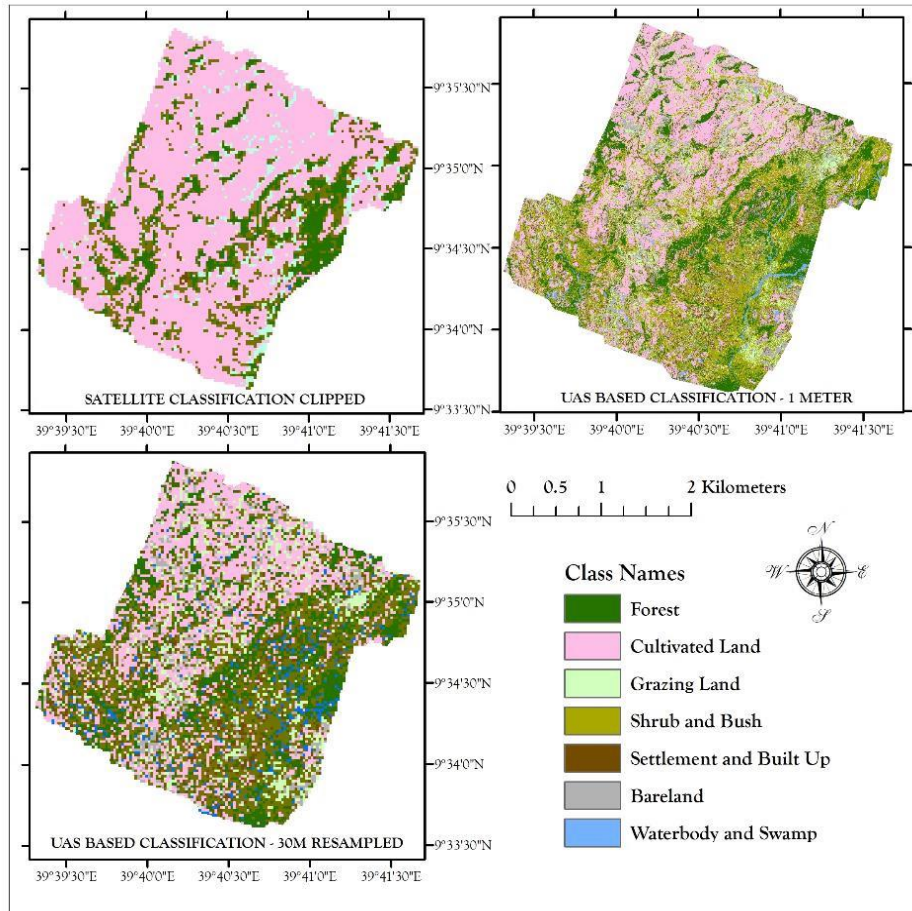 9°35'30"N
9°35'0"N
9°34'30"N
9°34'0"N
9°33'30"N
SATELLITE CLASSIFICATION CLIPPED
UAS BASED CLASSIFICATION - 1 METER
39°39'30"E 39°40'0"E 39°40'30"E 39°41'0"E 39°41'30"E
39°39'30"E 39°40'0"E 39°40'30"E 39°41'0"E 39°41'30"E
9°35'30"N
9°35'0"N
9°34'30"N
9°34'0"N
9°33'30"N
UAS BASED CLASSIFICATION - 30M RESAMPLED
39°39'30"E 39°40'0"E 39°40'30"E 39°41'0"E 39°41'30"E
0 0.5 1 2 Kilometers
N
W E
S
Class Names
Forest
Cultivated Land
Grazing Land
Shrub and Bush
Settlement and Built Up
Bareland
Waterbody and Swamp